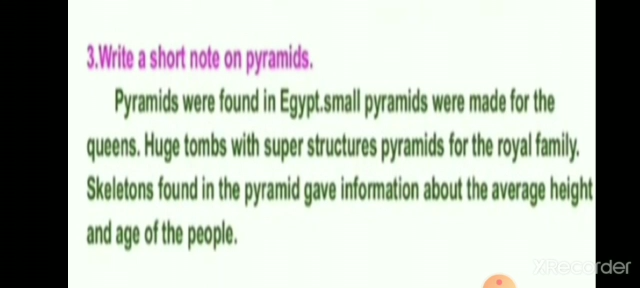 3.Write a short note on pyramids.
Pyramids were found in Egypt.small pyramids were made for the
queens. Huge tombs with super structures pyramids for the royal family.
Skeletons found in the pyramid gave information about the average height
and age of the people.
XRecorder